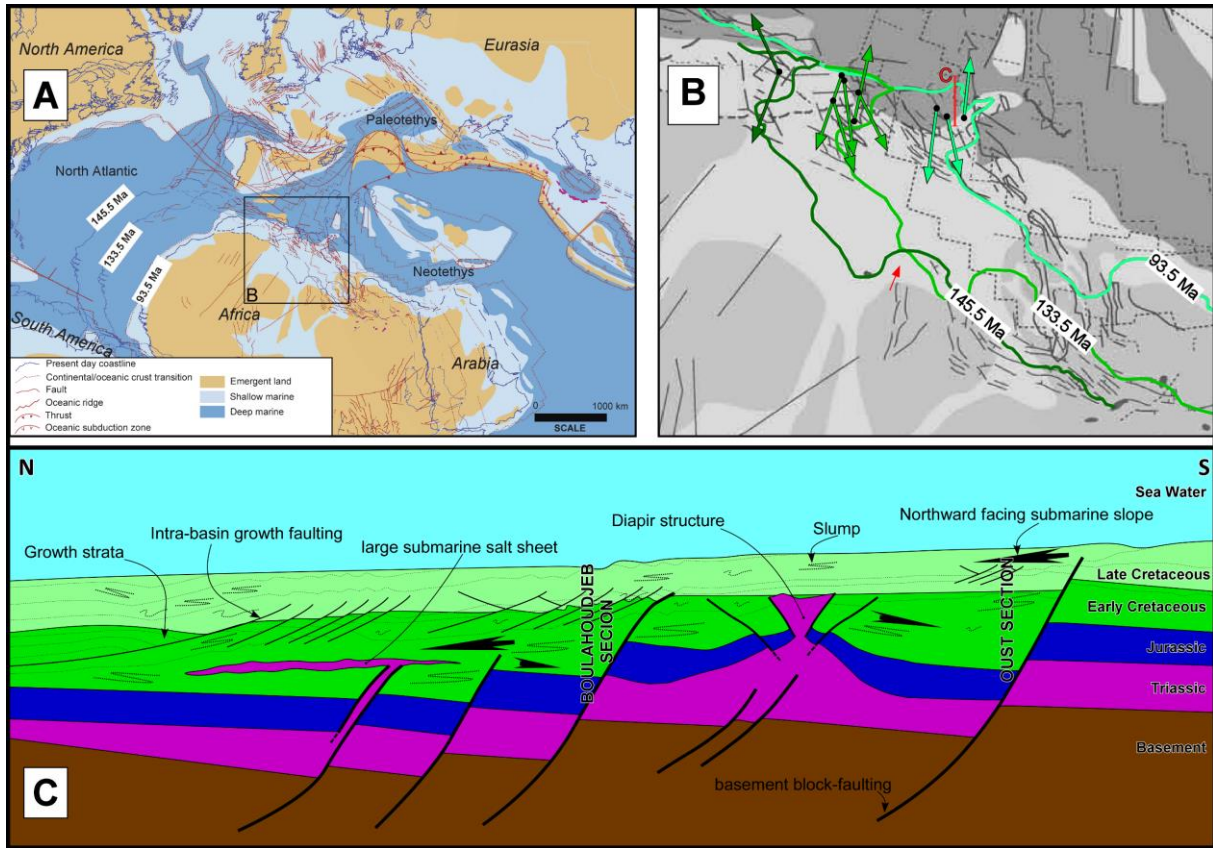 North America
Eurasia
A
Paleotethys
North Atlantic
145.5 Ma
133.5 Ma
93.5 Ma
Neotethys
B
Africa
South America
Arabia
Present day coastline
Continental/oceanic crust transition
Fault
Oceanic ridge
Thrust
Oceanic subduction zone
Emergent land
Shallow marine
Deep marine
0 1000 km
SCALE
B
C
93.5 Ma
133.5 Ma
145.5 Ma
N
S
Sea Water
Intra-basin growth faulting
Diapir structure
Slump
Northward facing submarine slope
Growth strata
large submarine salt sheet
Late Cretaceous
Early Cretaceous
BOULAHOUDJEB
SECION
OUST SECTION
Jurassic
Triassic
Basement
basement block-faulting
C